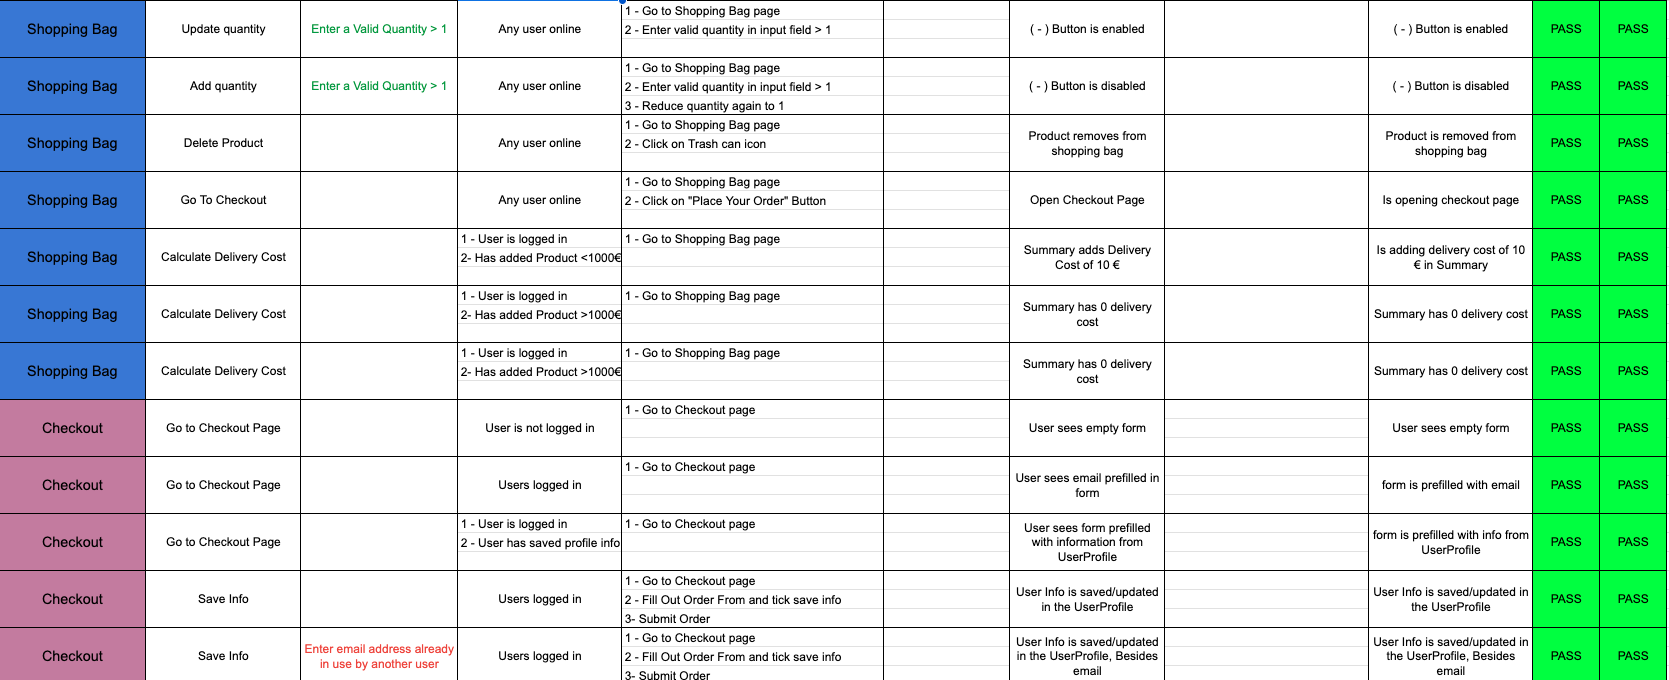 Shopping Bag
Update quantity
Enter a Valid Quantity > 1
Any user online
1 - Go to Shopping Bag page
2 - Enter valid quantity in input field > 1
( - ) Button is enabled
( - ) Button is enabled
PASS
PASS
Shopping Bag
Add quantity
Enter a Valid Quantity > 1
Any user online
1 - Go to Shopping Bag page
2 - Enter valid quantity in input field > 1
3 - Reduce quantity again to 1
( - ) Button is disabled
( - ) Button is disabled
PASS
PASS
Shopping Bag
Delete Product
Any user online
1 - Go to Shopping Bag page
2 - Click on Trash can icon
Product removes from
shopping bag
Product is removed from
shopping bag
PASS
PASS
Shopping Bag
Go To Checkout
Any user online
1 - Go to Shopping Bag page
2 - Click on "Place Your Order" Button
Open Checkout Page
Is opening checkout page
PASS
PASS
Shopping Bag
Calculate Delivery Cost
1 - User is logged in
2- Has added Product <1000€
1 - Go to Shopping Bag page
Summary adds Delivery
Cost of 10 €
Is adding delivery cost of 10
€ in Summary
PASS
PASS
Shopping Bag
Calculate Delivery Cost
1 - User is logged in
2- Has added Product >1000€
1 - Go to Shopping Bag page
Summary has 0 delivery
cost
Summary has 0 delivery cost
PASS
PASS
Shopping Bag
Calculate Delivery Cost
1 - User is logged in
2- Has added Product >1000€
1 - Go to Shopping Bag page
Summary has 0 delivery
cost
Summary has 0 delivery cost
PASS
PASS
Checkout
Go to Checkout Page
User is not logged in
1 - Go to Checkout page
User sees empty form
User sees empty form
PASS
PASS
Checkout
Go to Checkout Page
Users logged in
1 - Go to Checkout page
User sees email prefilled in
form
form is prefilled with email
PASS
PASS
Checkout
Go to Checkout Page
1 - User is logged in
2 - User has saved profile info
1 - Go to Checkout page
User sees form prefilled
with information from
UserProfile
form is prefilled with info from
UserProfile
PASS
PASS
Checkout
Save Info
Users logged in
1 - Go to Checkout page
2 - Fill Out Order From and tick save info
3- Submit Order
User Info is saved/updated
in the UserProfile
User Info is saved/updated in
the UserProfile
PASS
PASS
Checkout
Save Info
Enter email address already
in use by another user
Users logged in
1 - Go to Checkout page
2 - Fill Out Order From and tick save info
3- Submit Order
User Info is saved/updated
in the UserProfile, Besides
email
User Info is saved/updated in
the UserProfile, Besides
email
PASS
PASS